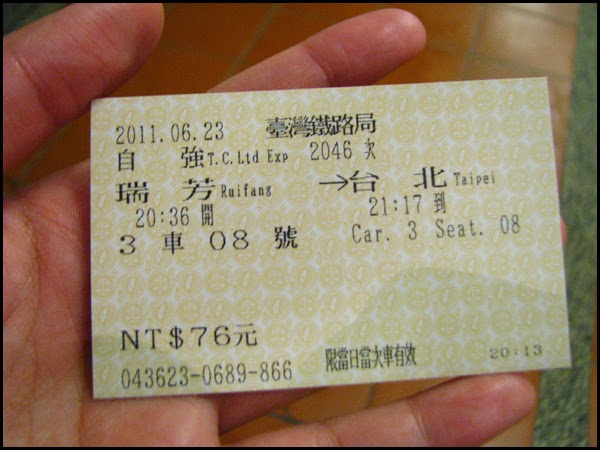 2011.06.23 臺灣鐵路局
自 強 T.C.Ltd Exp 2046 次
瑞 芳 Ruifang →台 北 Taipei
20:36 開 21:17 到
3 車 08 號 Car. 3 Seat. 08
NT$76元
限當日當次車有效 20:13
043623-0689-866